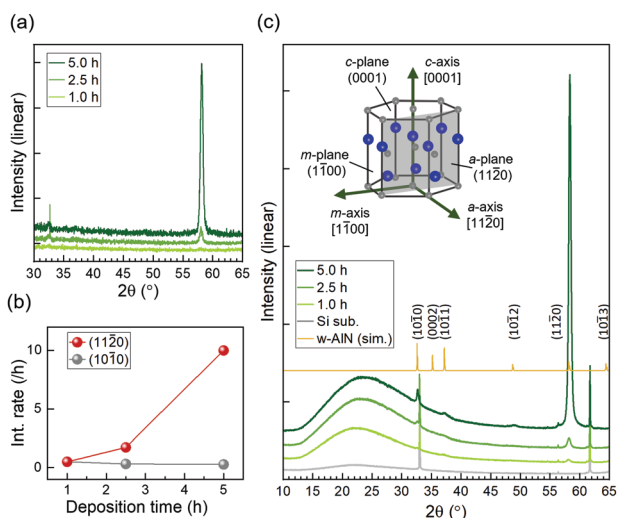 (a)
5.0 h
2.5 h
1.0 h
Intensity (linear)
30 35 40 45 50 55 60 65
2θ (°)
(b)
(112̄0)
(101̄0)
10
5
0
Int. rate (/h)
1 2 3 4 5
Deposition time (h)
(c)
c-plane
(0001)
c-axis
[0001]
m-plane
(11̄00)
a-plane
(112̄0)
m-axis
[11̄00]
a-axis
[112̄0]
5.0 h
2.5 h
1.0 h
Si sub.
w-AlN (sim.)
(101̄0)
(0002)
(101̄1)
(101̄2)
(112̄0)
(101̄3)
Intensity (linear)
10 15 20 25 30 35 40 45 50 55 60 65
2θ (°)